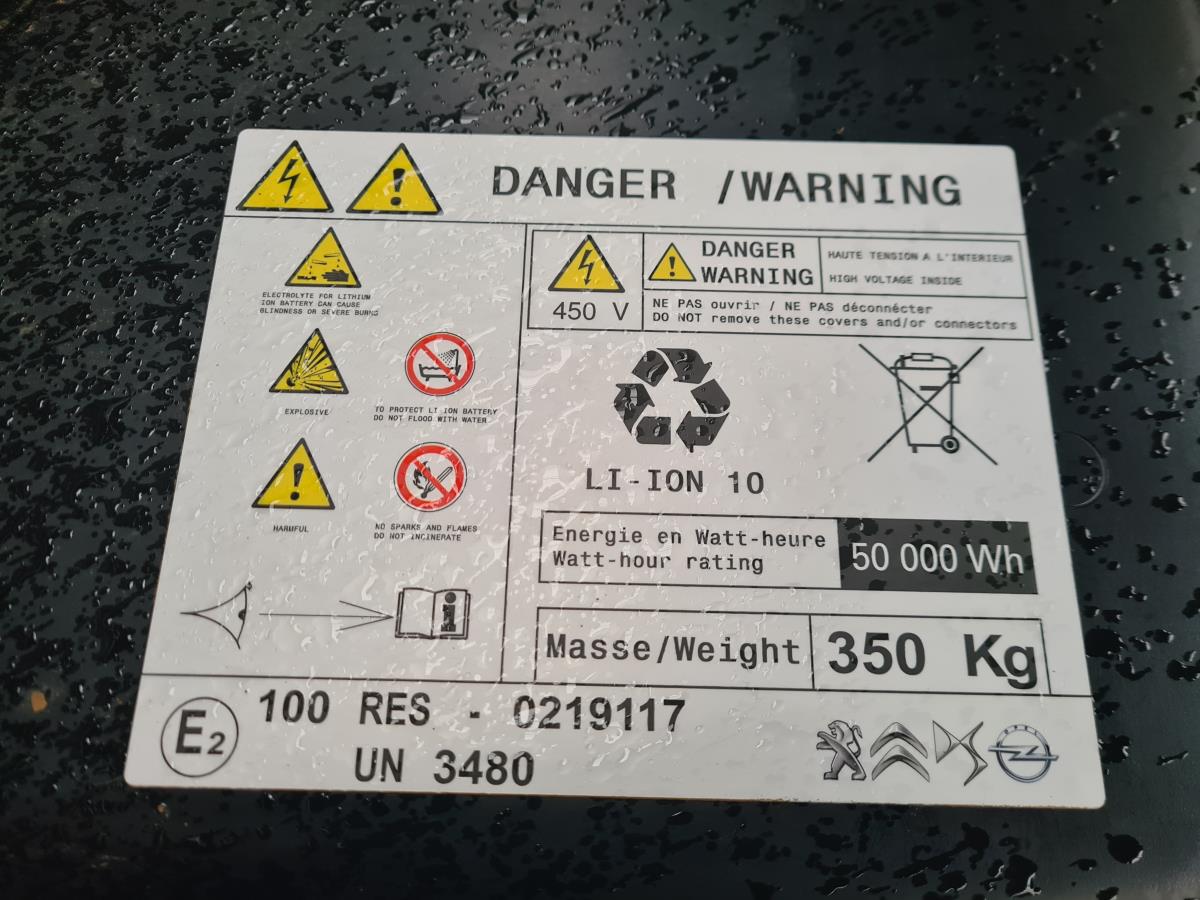 DANGER /WARNING
ELECTROLYTE FOR LITHIUM
ION BATTERY CAN CAUSE
BLINDNESS OR SEVERE BURNS
EXPLOSIVE
TO PROTECT LI ION BATTERY
DO NOT FLOOD WITH WATER
HARMFUL
NO SPARKS AND FLAMES
DO NOT INCINERATE
450 V
DANGER
WARNING
HAUTE TENSION A L'INTERIEUR
HIGH VOLTAGE INSIDE
NE PAS ouvrir / NE PAS déconnécter
DO NOT remove these covers and/or connectors
LI-ION 10
Energie en Watt-heure
Watt-hour rating
50 000 Wh
Masse/Weight
350 Kg
E2
100 RES - 0219117
UN 3480